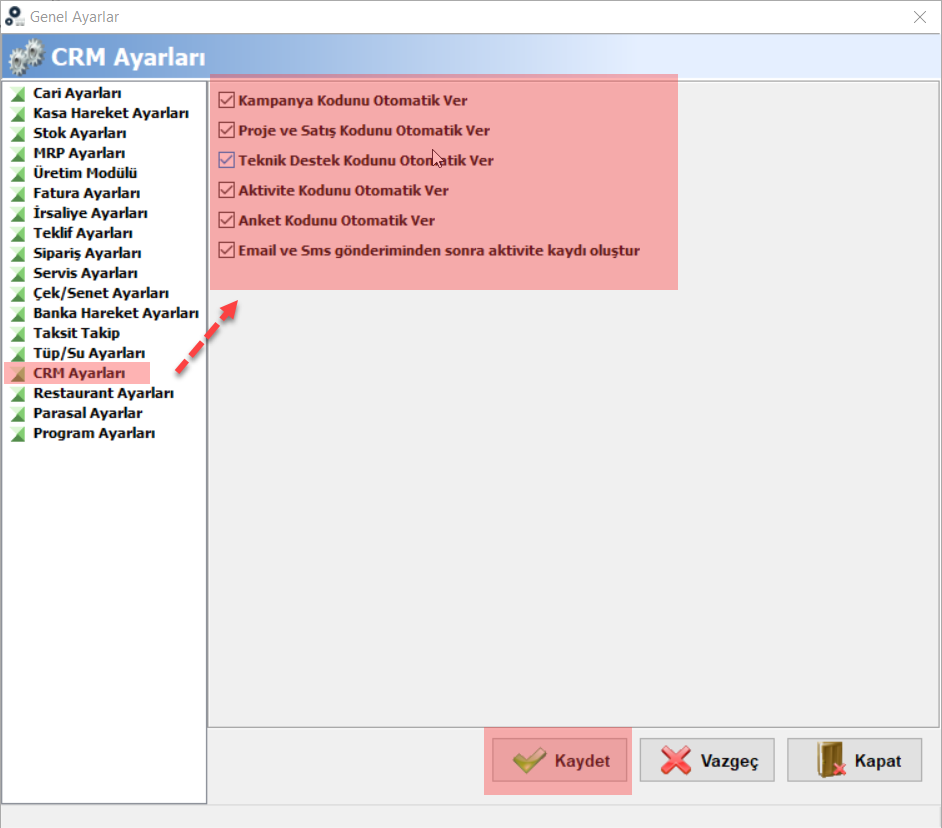 Genel Ayarlar
CRM Ayarları
Cari Ayarları
Kasa Hareket Ayarları
Stok Ayarları
MRP Ayarları
Üretim Modülü
Fatura Ayarları
İrsaliye Ayarları
Teklif Ayarları
Sipariş Ayarları
Servis Ayarları
Çek/Senet Ayarları
Banka Hareket Ayarları
Taksit Takip
Tüp/Su Ayarları
CRM Ayarları
Restaurant Ayarları
Parasal Ayarlar
Program Ayarları
Kampanya Kodunu Otomatik Ver
Proje ve Satış Kodunu Otomatik Ver
Teknik Destek Kodunu Otomatik Ver
Aktivite Kodunu Otomatik Ver
Anket Kodunu Otomatik Ver
Email ve Sms gönderiminden sonra aktivite kaydı oluştur
Kaydet
Vazgeç
Kapat